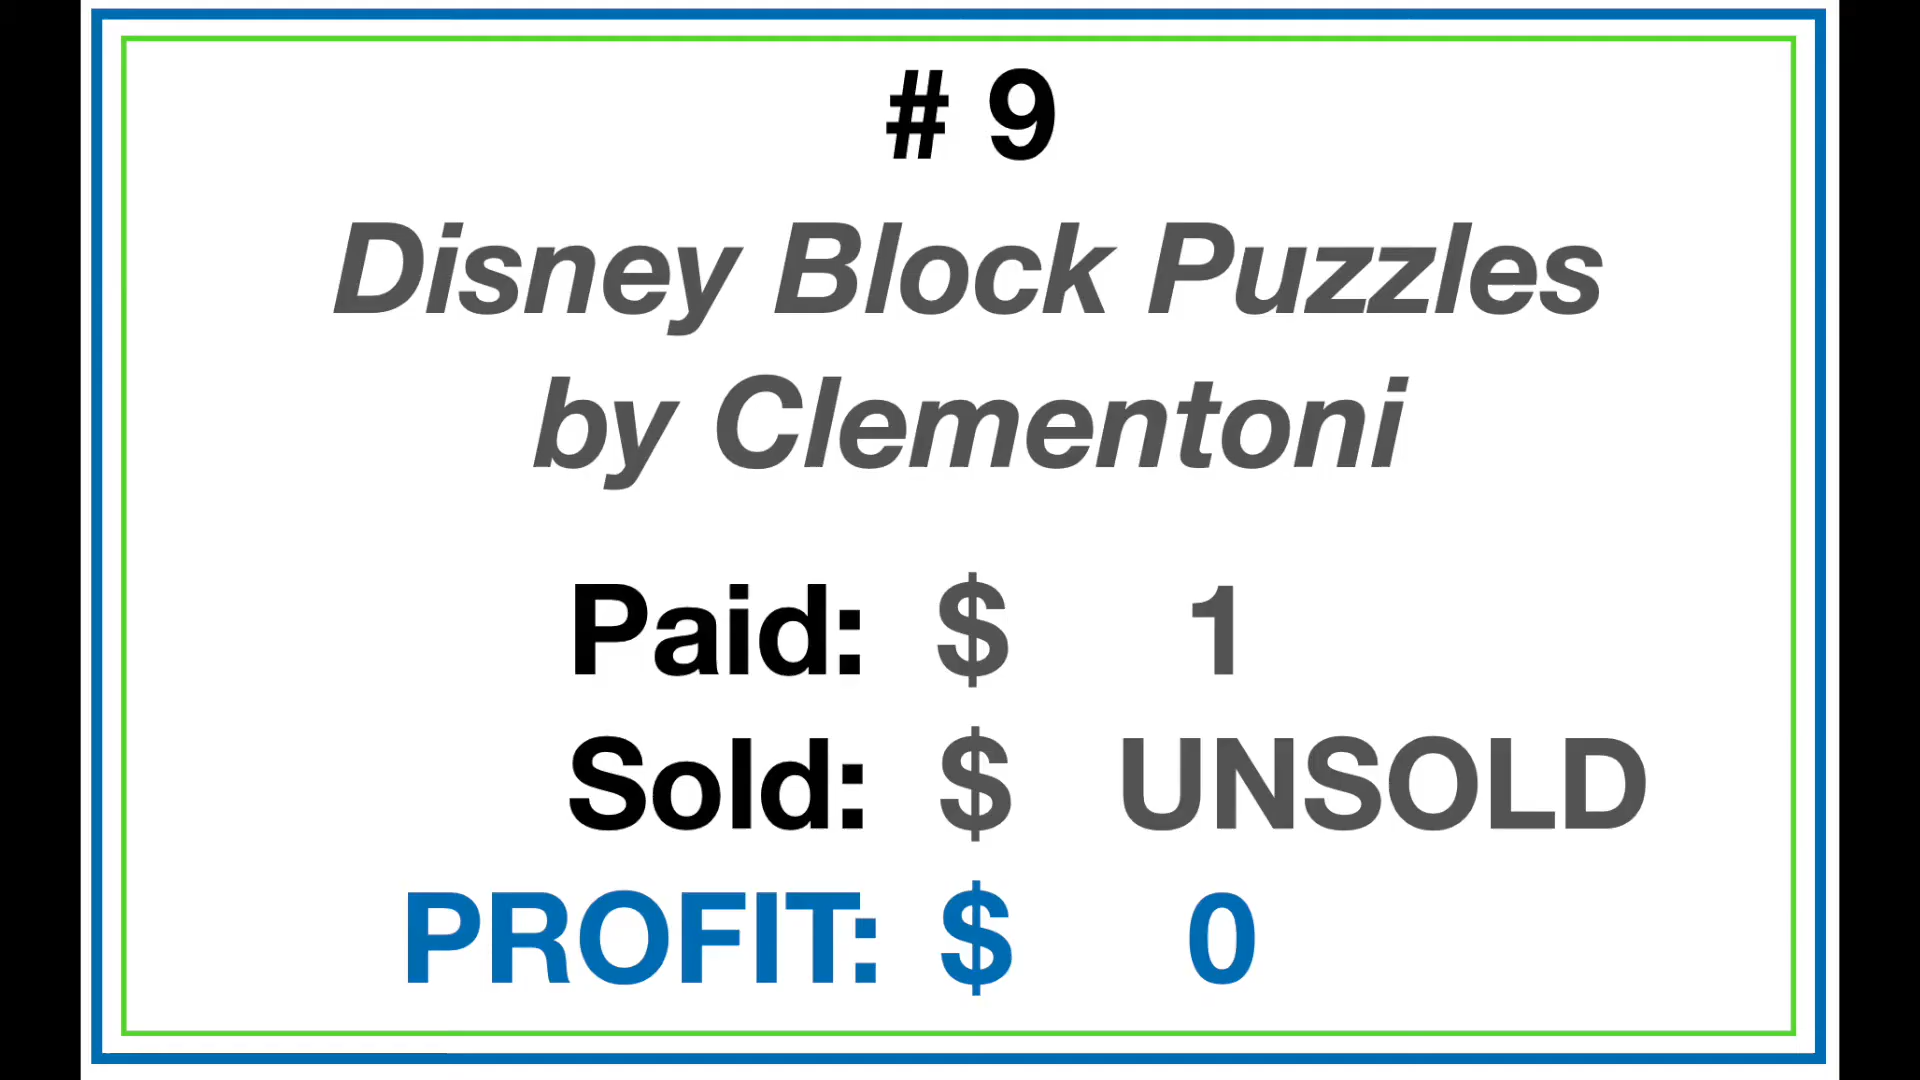 # 9
Disney Block Puzzles
by Clementoni
Paid: $ 1
Sold: $ UNSOLD
PROFIT: $ 0